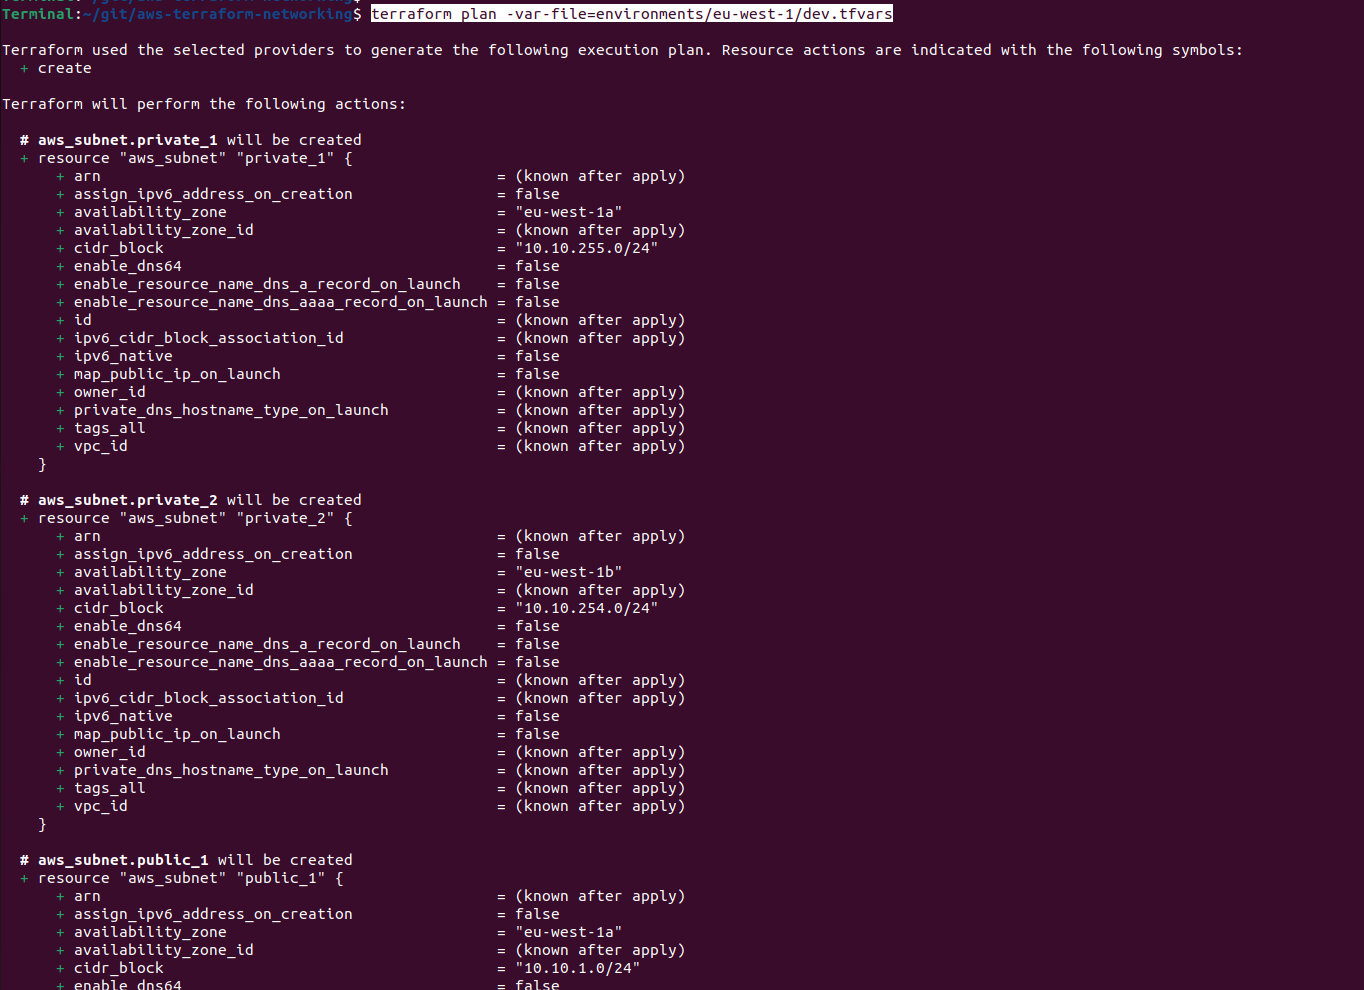 Terminal:~/git/aws-terraform-networking$
Terminal:~/git/aws-terraform-networking$ terraform plan -var-file=environments/eu-west-1/dev.tfvars
Terraform used the selected providers to generate the following execution plan. Resource actions are indicated with the following symbols:
+ create
Terraform will perform the following actions:
# aws_subnet.private_1 will be created
+ resource "aws_subnet" "private_1" {
+ arn = (known after apply)
+ assign_ipv6_address_on_creation = false
+ availability_zone = "eu-west-1a"
+ availability_zone_id = (known after apply)
+ cidr_block = "10.10.255.0/24"
+ enable_dns64 = false
+ enable_resource_name_dns_a_record_on_launch = false
+ enable_resource_name_dns_aaaa_record_on_launch = false
+ id = (known after apply)
+ ipv6_cidr_block_association_id = (known after apply)
+ ipv6_native = false
+ map_public_ip_on_launch = false
+ owner_id = (known after apply)
+ private_dns_hostname_type_on_launch = (known after apply)
+ tags_all = (known after apply)
+ vpc_id = (known after apply)
}
# aws_subnet.private_2 will be created
+ resource "aws_subnet" "private_2" {
+ arn = (known after apply)
+ assign_ipv6_address_on_creation = false
+ availability_zone = "eu-west-1b"
+ availability_zone_id = (known after apply)
+ cidr_block = "10.10.254.0/24"
+ enable_dns64 = false
+ enable_resource_name_dns_a_record_on_launch = false
+ enable_resource_name_dns_aaaa_record_on_launch = false
+ id = (known after apply)
+ ipv6_cidr_block_association_id = (known after apply)
+ ipv6_native = false
+ map_public_ip_on_launch = false
+ owner_id = (known after apply)
+ private_dns_hostname_type_on_launch = (known after apply)
+ tags_all = (known after apply)
+ vpc_id = (known after apply)
}
# aws_subnet.public_1 will be created
+ resource "aws_subnet" "public_1" {
+ arn = (known after apply)
+ assign_ipv6_address_on_creation = false
+ availability_zone = "eu-west-1a"
+ availability_zone_id = (known after apply)
+ cidr_block = "10.10.1.0/24"
+ enable_dns64 = false